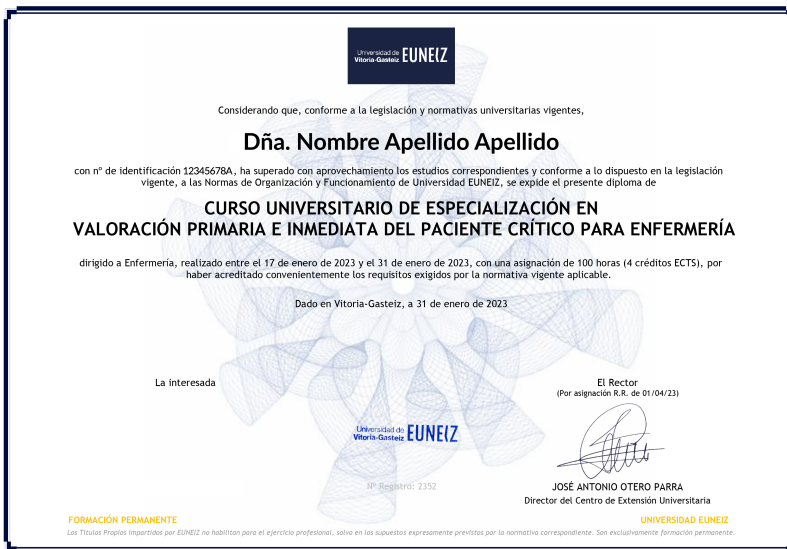 Universidad de
Vitoria-Gasteiz EUNEIZ
Considerando que, conforme a la legislación y normativas universitarias vigentes,
Dña. Nombre Apellido Apellido
con nº de identificación 12345678A, ha superado con aprovechamiento los estudios correspondientes y conforme a lo dispuesto en la legislación
vigente, a las Normas de Organización y Funcionamiento de Universidad EUNEIZ, se expide el presente diploma de
CURSO UNIVERSITARIO DE ESPECIALIZACIÓN EN
VALORACIÓN PRIMARIA E INMEDIATA DEL PACIENTE CRÍTICO PARA ENFERMERÍA
dirigido a Enfermería, realizado entre el 17 de enero de 2023 y el 31 de enero de 2023, con una asignación de 100 horas (4 créditos ECTS), por
haber acreditado convenientemente los requisitos exigidos por la normativa vigente aplicable.
Dado en Vitoria-Gasteiz, a 31 de enero de 2023
La interesada
El Rector
(Por asignación R.R. de 01/04/23)
Universidad de
Vitoria-Gasteiz EUNEIZ
Nº Registro: 2352
JOSÉ ANTONIO OTERO PARRA
Director del Centro de Extensión Universitaria
FORMACIÓN PERMANENTE
UNIVERSIDAD EUNEIZ
Los Títulos Propios impartidos por EUNEIZ no habilitan para el ejercicio profesional, salvo en los supuestos expresamente previstos por la normativa correspondiente. Son exclusivamente formación permanente.